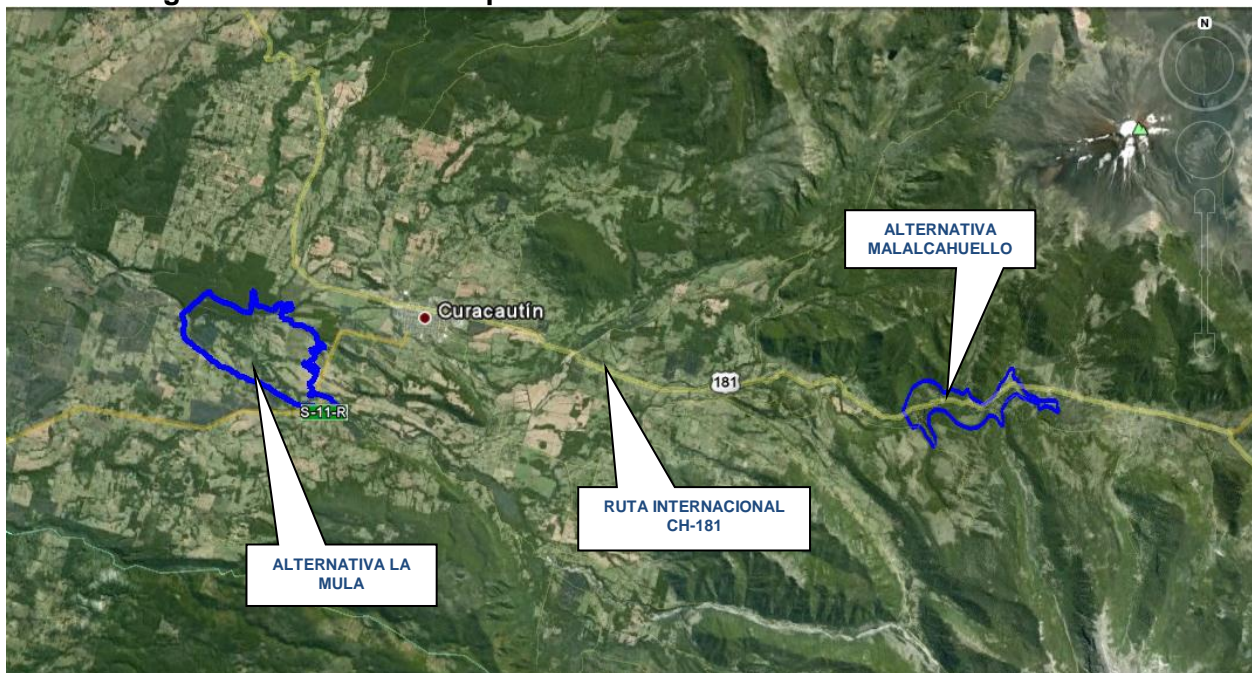 N
ALTERNATIVA
MALALCAHUELLO
Curacautín
181
S-11-R
RUTA INTERNACIONAL
CH-181
ALTERNATIVA LA
MULA